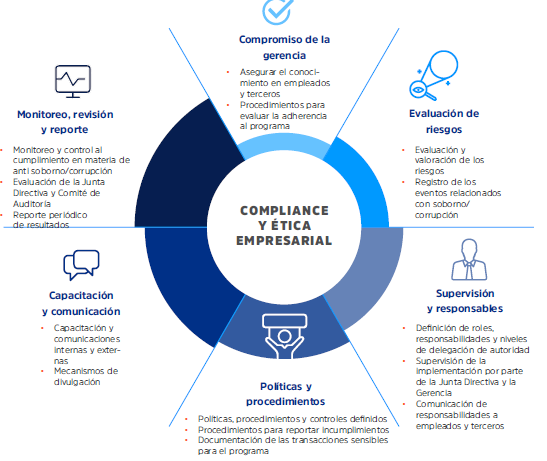 Compromiso de la
gerencia
• Asegurar el conoci-
miento en empleados
y terceros
• Procedimientos para
evaluar la adherencia
al programa
Evaluación de
riesgos
• Evaluación y
valoración de los
riesgos
• Registro de los
eventos relacionados
con soborno/
corrupción
Supervisión
y responsables
• Definición de roles,
responsabilidades y niveles
de delegación de autoridad
• Supervisión de la
implementación por parte
de la Junta Directiva y la
Gerencia
• Comunicación de
responsabilidades a
empleados y terceros
Políticas y
procedimientos
• Políticas, procedimientos y controles definidos
• Procedimientos para reportar incumplimientos
• Documentación de las transacciones sensibles
para el programa
Capacitación
y comunicación
• Capacitación y
comunicaciones
internas y exter-
nas
• Mecanismos de
divulgación
Monitoreo, revisión
y reporte
• Monitoreo y control al
cumplimiento en materia de
anti soborno/corrupción
• Evaluación de la Junta
Directiva y Comité de
Auditoría
• Reporte periódico
de resultados
COMPLIANCE
Y ÉTICA
EMPRESARIAL